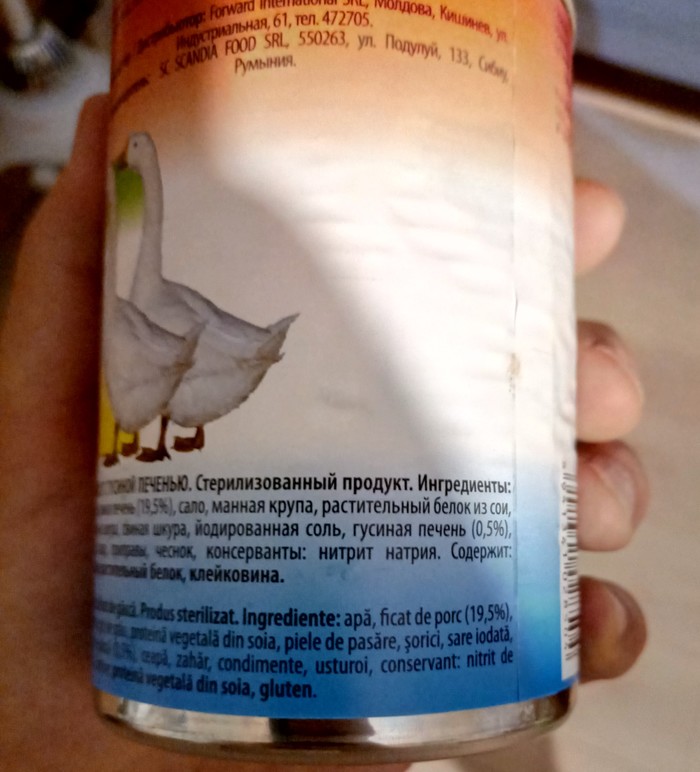 Дистрибьютор: Forward International SRL, Молдова, Кишинев, ул.
Индустриальная, 61, тел. 472705.
SC SCANDIA FOOD SRL, 550263, ул. Подулуй, 133, Сибиу,
Румыния.
ПЕЧЕНЬЮ. Стерилизованный продукт. Ингредиенты:
печень (19,5%), сало, манная крупа, растительный белок из сои,
свиная шкура, йодированная соль, гусиная печень (0,5%),
чеснок, консерванты: нитрит натрия. Содержит:
белок, клейковина.
de gâscă. Produs sterilizat. Ingrediente: apă, ficat de porc (19,5%),
proteină vegetală din soia, piele de pasăre, șorici, sare iodată,
ceapă, zahăr, condimente, usturoi, conservant: nitrit de
proteină vegetală din soia, gluten.